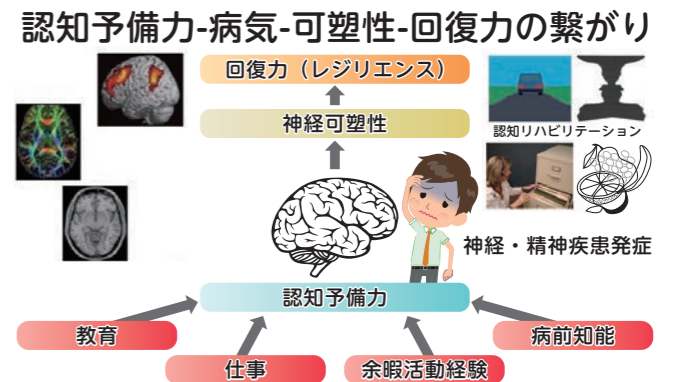 認知予備力-病気-可塑性-回復力の繋がり
回復力（レジリエンス）
神経可塑性
認知リハビリテーション
神経・精神疾患発症
認知予備力
教育
病前知能
仕事
余暇活動経験